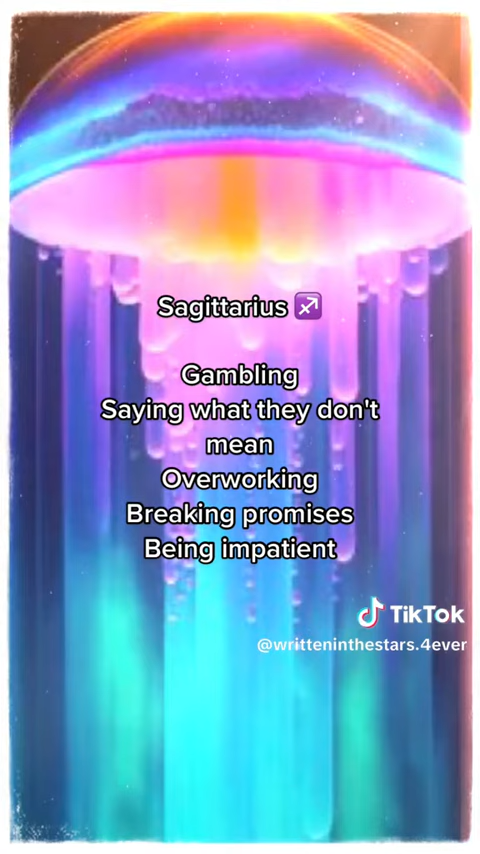 Sagittarius ♐
Gambling
Saying what they don't
mean
Overworking
Breaking promises
Being impatient
TikTok
@writteninthestars.4ever